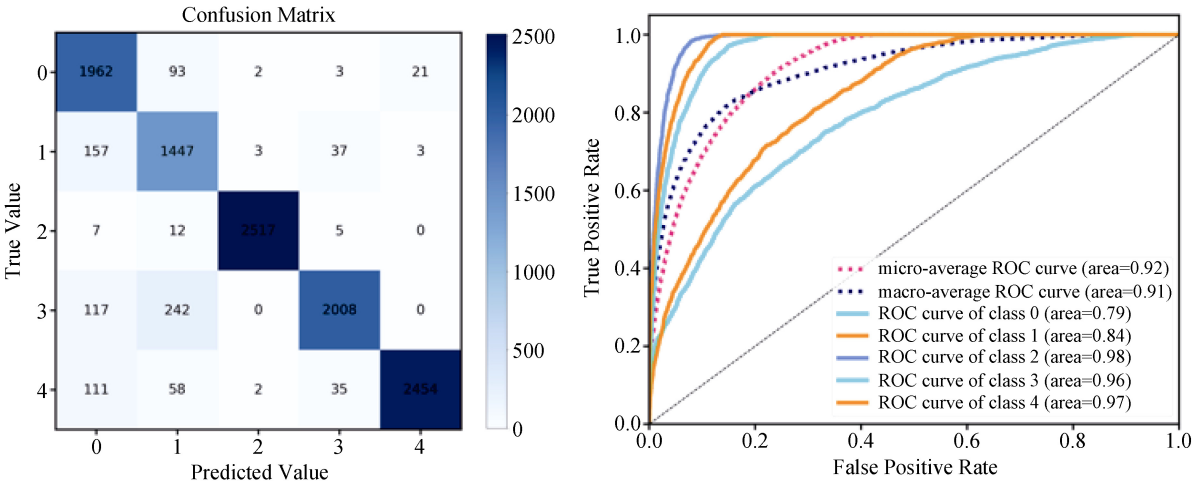 Confusion Matrix
0 1962 93 2 3 21
1 157 1447 3 37 3
2 7 12 2517 5 0
3 117 242 0 2008 0
4 111 58 2 35 2454
0 1 2 3 4
Predicted Value
True Value
2500
2000
1500
1000
500
0
1.0
0.8
0.6
0.4
0.2
0.0
True Positive Rate
micro-average ROC curve (area=0.92)
macro-average ROC curve (area=0.91)
ROC curve of class 0 (area=0.79)
ROC curve of class 1 (area=0.84)
ROC curve of class 2 (area=0.98)
ROC curve of class 3 (area=0.96)
ROC curve of class 4 (area=0.97)
0.0 0.2 0.4 0.6 0.8 1.0
False Positive Rate